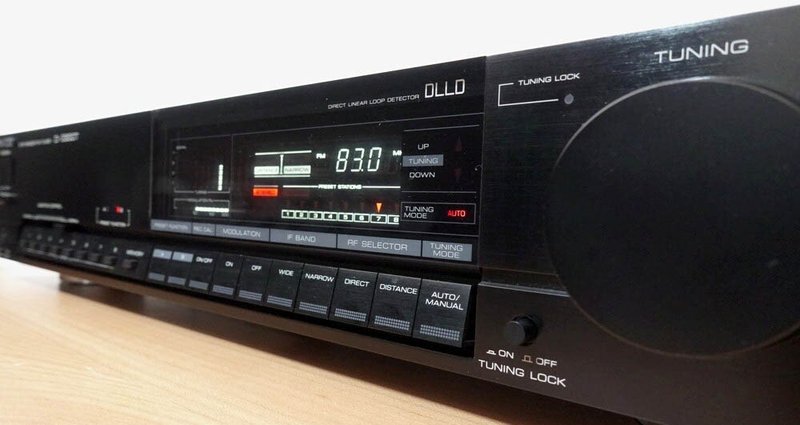 TUNING
TUNING LOCK
DIRECT LINEAR LOOP DETECTOR DLLD
FM 83.0
UP
TUNING
DOWN
DISTANCE NARROW
PRESET STATIONS
1 2 3 4 5 6 7 8
TUNING MODE AUTO
PRESET FUNCTION REC CAL MODULATION IF BAND RF SELECTOR TUNING MODE
A B ON/OFF ON OFF WIDE NARROW DIRECT DISTANCE AUTO/MANUAL
MEMORY
ON OFF
TUNING LOCK